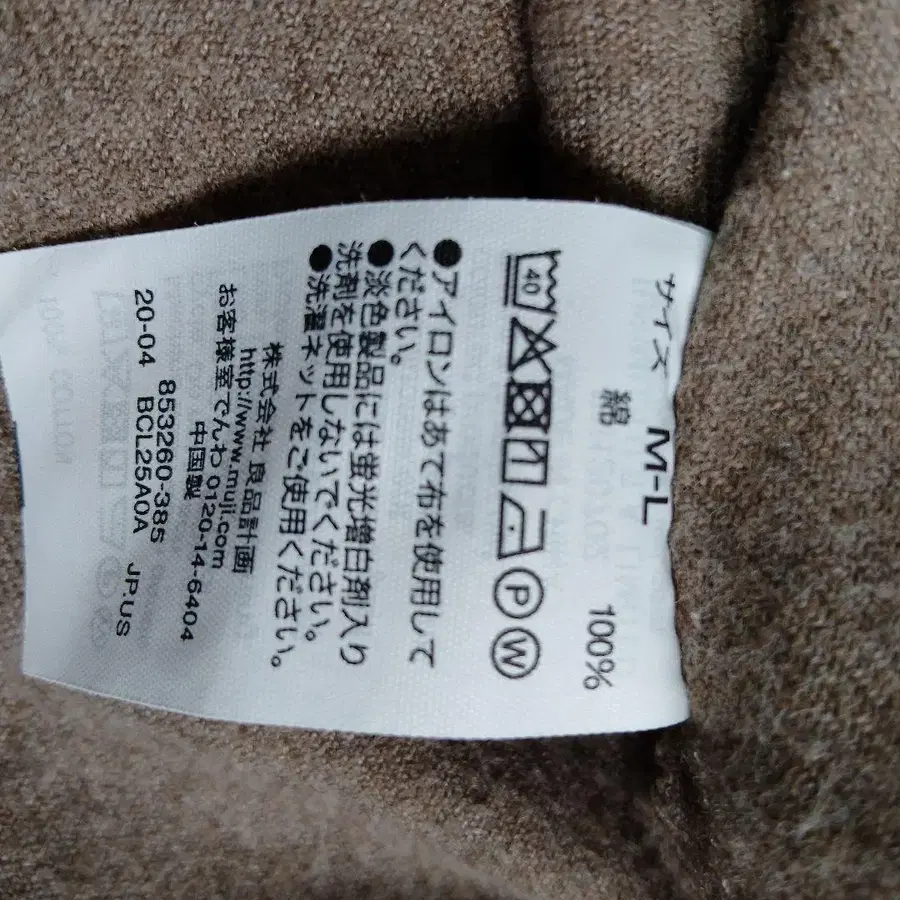 サイズ M-L
綿 100%
40
P W
●アイロンはあて布を使用して
ください。
●淡色製品には蛍光増白剤入り
洗剤を使用しないでください。
●洗濯ネットをご使用ください。
株式会社 良品計画
http://www.muji.com
お客様室でんわ 0120-14-6404
中国製
853260-385
20-04 BCL25A0A JP.US